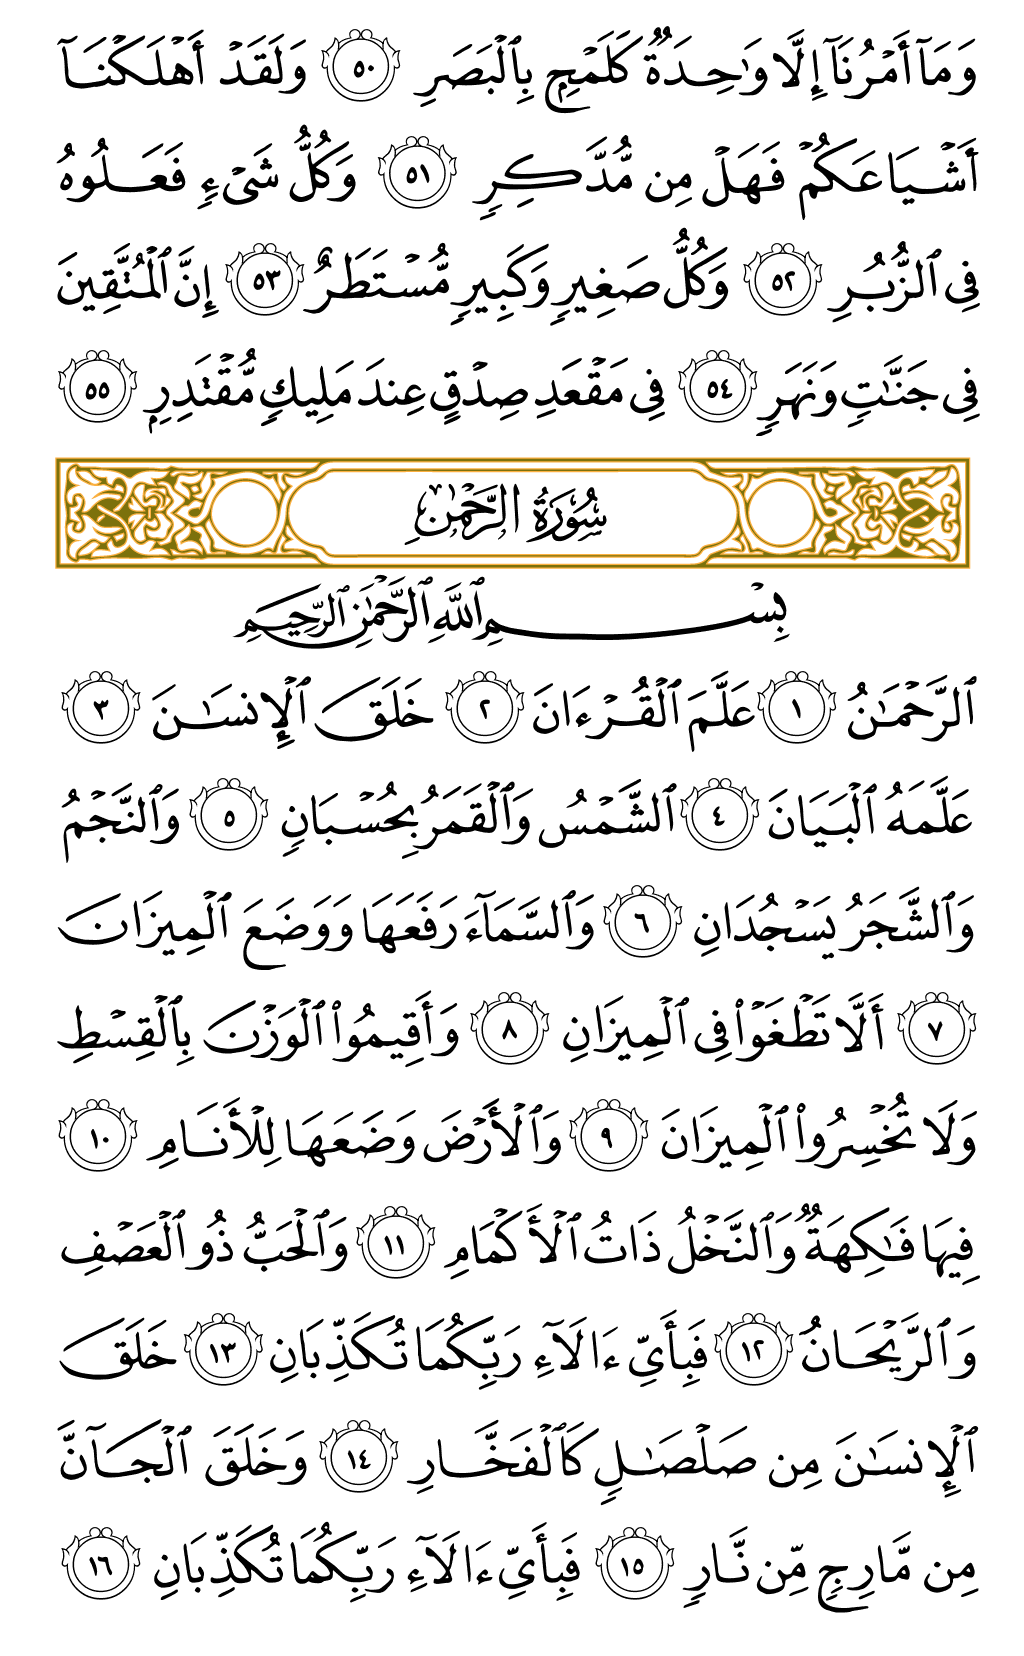 وَمَآ أَمْرُنَآ إِلَّا وَٰحِدَةٌ كَلَمْحٍۭ بِٱلْبَصَرِ ٥٠ وَلَقَدْ أَهْلَكْنَآ
أَشْيَاعَكُمْ فَهَلْ مِن مُّدَّكِرٍ ٥١ وَكُلُّ شَىْءٍ فَعَلُوهُ
فِى ٱلزُّبُرِ ٥٢ وَكُلُّ صَغِيرٍ وَكَبِيرٍ مُّسْتَطَرٌ ٥٣ إِنَّ ٱلْمُتَّقِينَ
فِى جَنَّٰتٍ وَنَهَرٍ ٥٤ فِى مَقْعَدِ صِدْقٍ عِندَ مَلِيكٍ مُّقْتَدِرٍۭ ٥٥
سُورَةُ الرَّحْمَٰن
بِسْمِ ٱللَّهِ ٱلرَّحْمَٰنِ ٱلرَّحِيمِ
ٱلرَّحْمَٰنُ ١ عَلَّمَ ٱلْقُرْءَانَ ٢ خَلَقَ ٱلْإِنسَٰنَ ٣
عَلَّمَهُ ٱلْبَيَانَ ٤ ٱلشَّمْسُ وَٱلْقَمَرُ بِحُسْبَانٍ ٥ وَٱلنَّجْمُ
وَٱلشَّجَرُ يَسْجُدَانِ ٦ وَٱلسَّمَآءَ رَفَعَهَا وَوَضَعَ ٱلْمِيزَانَ
٧ أَلَّا تَطْغَوْا۟ فِى ٱلْمِيزَانِ ٨ وَأَقِيمُوا۟ ٱلْوَزْنَ بِٱلْقِسْطِ
وَلَا تُخْسِرُوا۟ ٱلْمِيزَانَ ٩ وَٱلْأَرْضَ وَضَعَهَا لِلْأَنَامِ ١٠
فِيهَا فَٰكِهَةٌ وَٱلنَّخْلُ ذَاتُ ٱلْأَكْمَامِ ١١ وَٱلْحَبُّ ذُو ٱلْعَصْفِ
وَٱلرَّيْحَانُ ١٢ فَبِأَىِّ ءَالَآءِ رَبِّكُمَا تُكَذِّبَانِ ١٣ خَلَقَ
ٱلْإِنسَٰنَ مِن صَلْصَٰلٍ كَٱلْفَخَّارِ ١٤ وَخَلَقَ ٱلْجَآنَّ
مِن مَّارِجٍ مِّن نَّارٍ ١٥ فَبِأَىِّ ءَالَآءِ رَبِّكُمَا تُكَذِّبَانِ ١٦